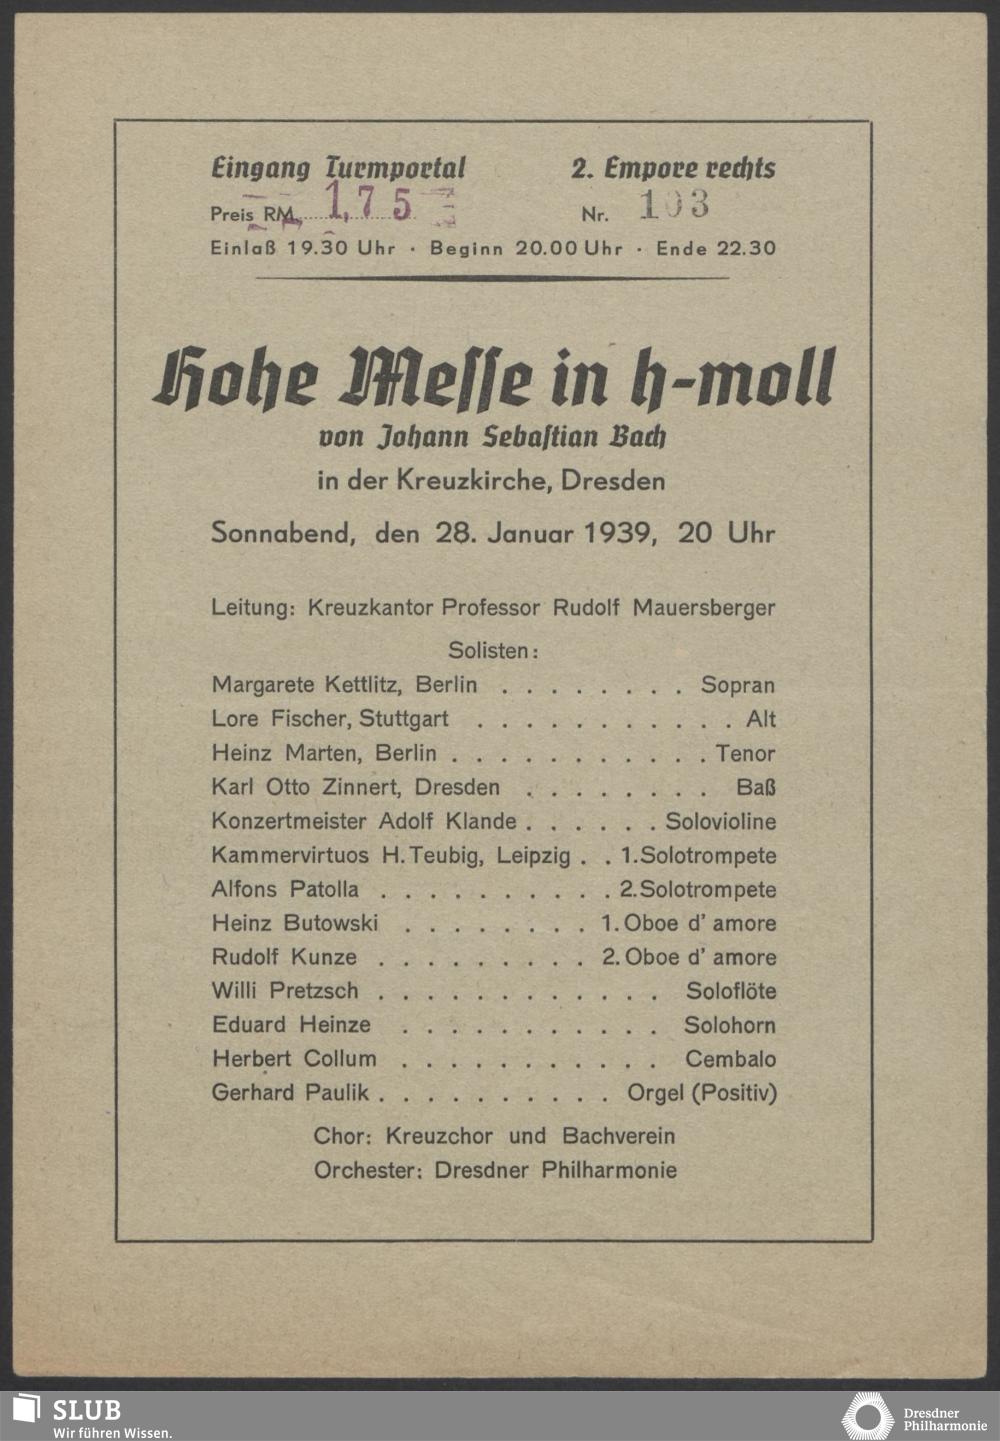 Eingang Turmportal 2. Empore rechts
Preis RM. 1,75 Nr. 103
Einlaß 19.30 Uhr · Beginn 20.00 Uhr · Ende 22.30
Hohe Messe in h-moll
von Johann Sebastian Bach
in der Kreuzkirche, Dresden
Sonnabend, den 28. Januar 1939, 20 Uhr
Leitung: Kreuzkantor Professor Rudolf Mauersberger
Solisten:
Margarete Kettlitz, Berlin . . . . . . . . Sopran
Lore Fischer, Stuttgart . . . . . . . . . . . Alt
Heinz Marten, Berlin . . . . . . . . . . . Tenor
Karl Otto Zinnert, Dresden . . . . . . . . Baß
Konzertmeister Adolf Klande . . . . . . Solovioline
Kammervirtuos H. Teubig, Leipzig . . 1. Solotrompete
Alfons Patolla . . . . . . . . . . 2. Solotrompete
Heinz Butowski . . . . . . . . 1. Oboe d' amore
Rudolf Kunze . . . . . . . . . 2. Oboe d' amore
Willi Pretzsch . . . . . . . . . . . . Soloflöte
Eduard Heinze . . . . . . . . . . . Solohorn
Herbert Collum . . . . . . . . . . . Cembalo
Gerhard Paulik . . . . . . . . . . Orgel (Positiv)
Chor: Kreuzchor und Bachverein
Orchester: Dresdner Philharmonie
SLUB
Wir führen Wissen.
Dresdner
Philharmonie